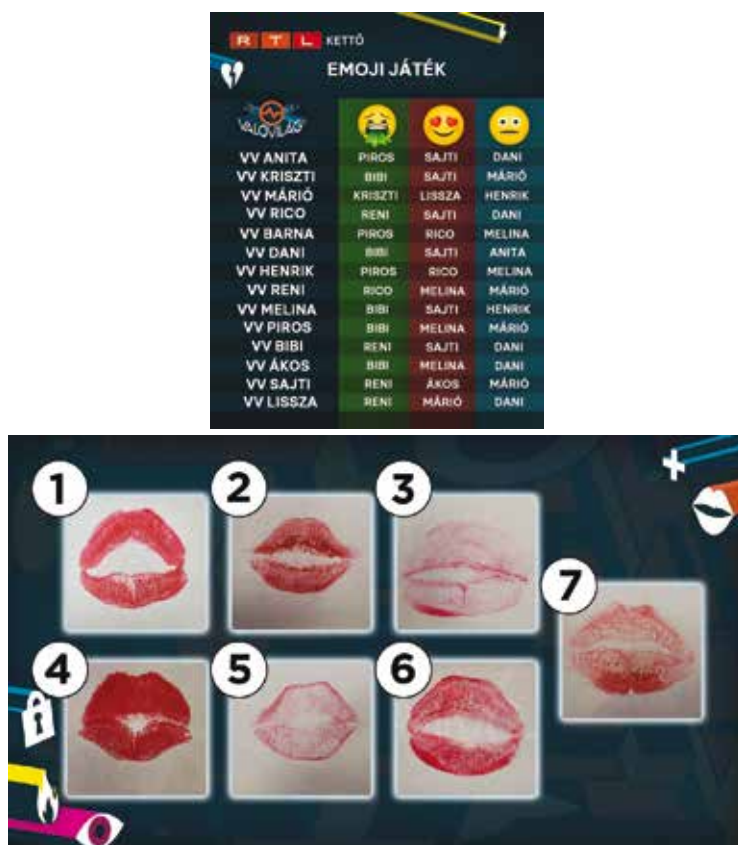 RTL KETTŐ
EMOJI JÁTÉK
VALÓVILÁG
VV ANITA PIROS SAJTI DANI
VV KRISZTI BIBI SAJTI MÁRIÓ
VV MÁRIÓ KRISZTI LISSZA HENRIK
VV RICO RENI SAJTI DANI
VV BARNA PIROS RICO MELINA
VV DANI BIBI SAJTI ANITA
VV HENRIK PIROS RICO MELINA
VV RENI RICO MELINA MÁRIÓ
VV MELINA BIBI SAJTI HENRIK
VV PIROS BIBI MELINA MÁRIÓ
VV BIBI RENI SAJTI DANI
VV ÁKOS BIBI MELINA DANI
VV SAJTI RENI ÁKOS MÁRIÓ
VV LISSZA RENI MÁRIÓ DANI
1 2 3
7
4 5 6